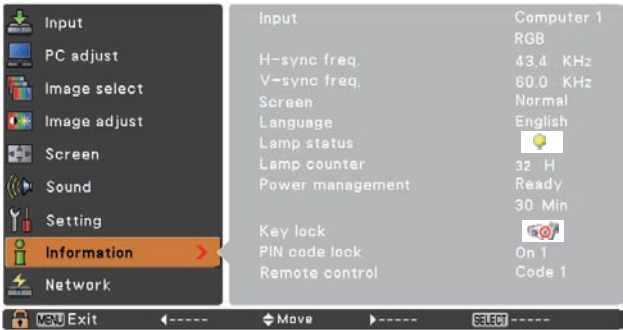 Input
PC adjust
Image select
Image adjust
Screen
Sound
Setting
Information
Network
Input Computer 1
RGB
H-sync freq. 43,4 KHz
V-sync freq. 60,0 KHz
Screen Normal
Language English
Lamp status
Lamp counter 32 H
Power management Ready
30 Min
Key lock
PIN code lock On 1
Remote control Code 1
MENU Exit ◄----- Move ►----- SELECT -----